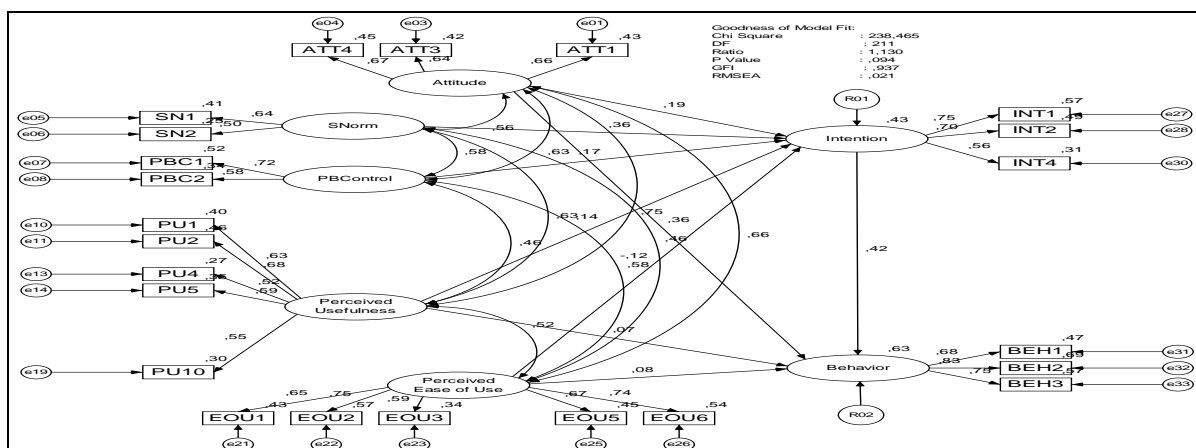 Goodness of Model Fit:
Chi Square : 238,465
DF : 211
Ratio : 1,130
P Value : ,094
GFI : ,937
RMSEA : ,021
e04
e03
e01
,45
,42
,43
ATT4
ATT3
ATT1
,67
,64
,66
Attitude
e05
SN1
,41
,64
e06
SN2
,50
SNorm
e07
PBC1
,52
,72
e08
PBC2
,58
PBControl
e10
PU1
,40
e11
PU2
e13
PU4
,27
e14
PU5
,63
,68
,52
,59
Perceived
Usefulness
,55
e19
PU10
,30
Perceived
Ease of Use
,65
,75
,59
,67
,74
,43
,57
,34
,45
,54
EOU1
EOU2
EOU3
EOU5
EOU6
e21
e22
e23
e25
e26
,19
,56
,36
,58
,63
,17
,63
,14
,75
,36
,46
,46
-,12
,58
,66
,52
,07
,08
,42
R01
,43
Intention
,75
,70
,56
,57
INT1
e27
INT2
e28
,31
INT4
e30
,63
Behavior
R02
,68
,83
,75
,47
BEH1
e31
BEH2
e32
BEH3
e33